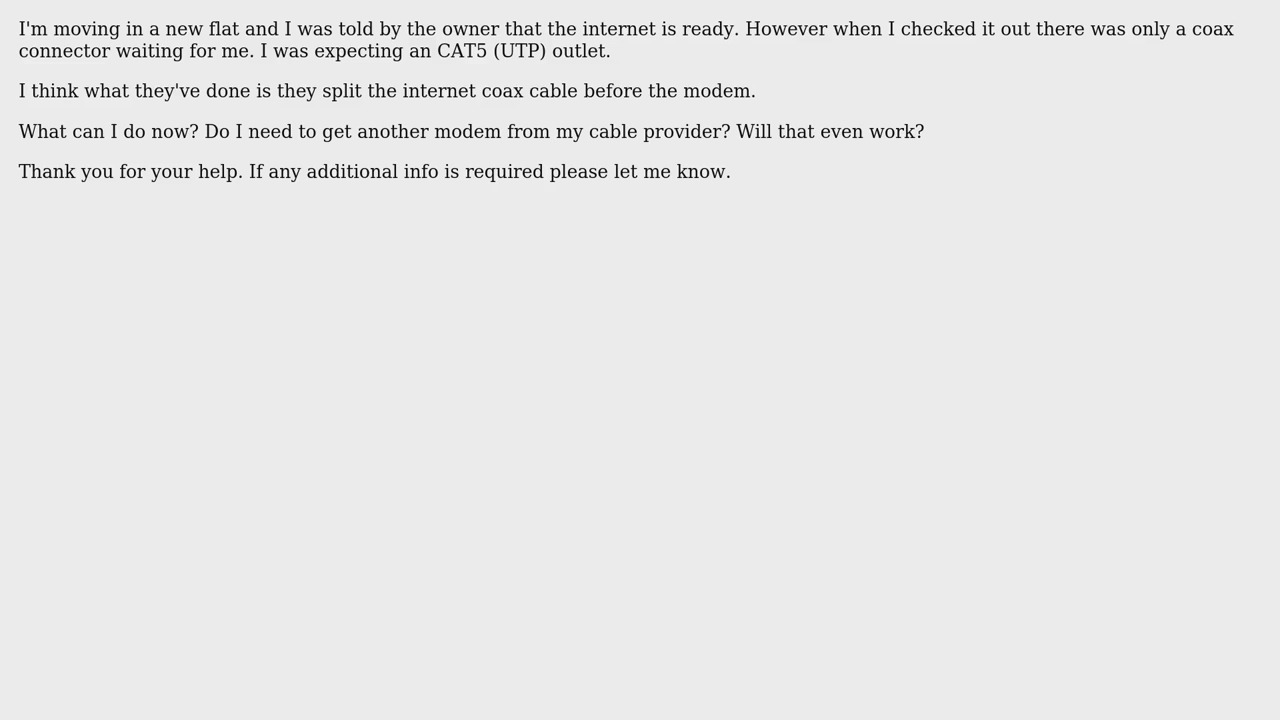 I'm moving in a new flat and I was told by the owner that the internet is ready. However when I checked it out there was only a coax
connector waiting for me. I was expecting an CAT5 (UTP) outlet.
I think what they've done is they split the internet coax cable before the modem.
What can I do now? Do I need to get another modem from my cable provider? Will that even work?
Thank you for your help. If any additional info is required please let me know.